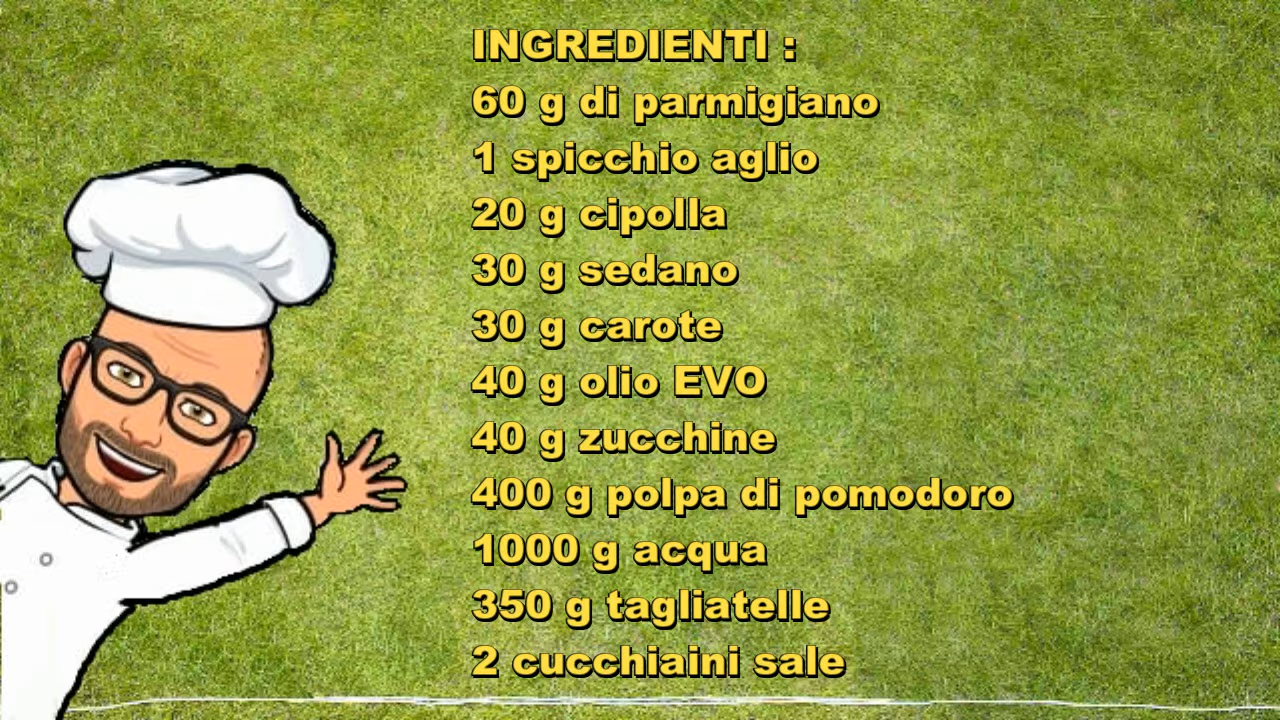 INGREDIENTI :
60 g di parmigiano
1 spicchio aglio
20 g cipolla
30 g sedano
30 g carote
40 g olio EVO
40 g zucchine
400 g polpa di pomodoro
1000 g acqua
350 g tagliatelle
2 cucchiaini sale